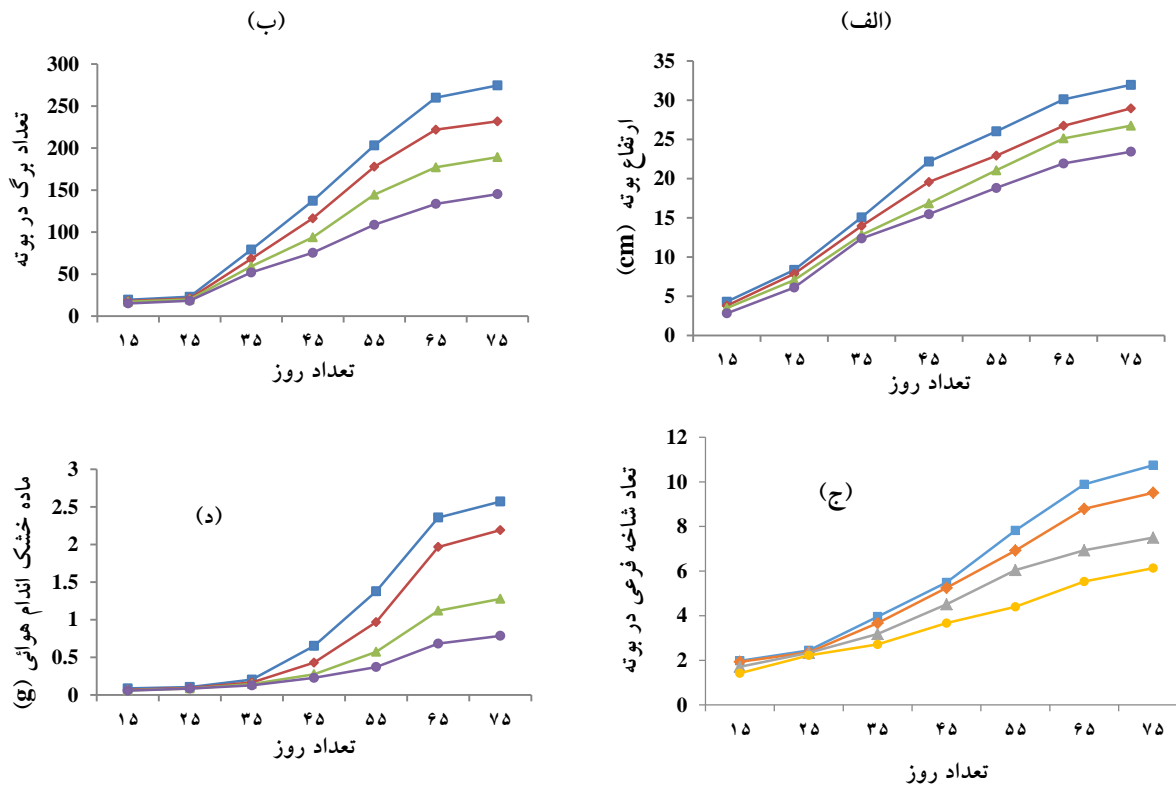 (الف)
35
30
25
20
15
10
5
0
ارتفاع بوته (cm)
۱۵ ۲۵ ۳۵ ۴۵ ۵۵ ۶۵ ۷۵
تعداد روز
(ب)
300
250
200
150
100
50
0
تعداد برگ در بوته
۱۵ ۲۵ ۳۵ ۴۵ ۵۵ ۶۵ ۷۵
تعداد روز
(ج)
12
10
8
6
4
2
0
تعاد شاخه فرعی در بوته
۱۵ ۲۵ ۳۵ ۴۵ ۵۵ ۶۵ ۷۵
تعداد روز
(د)
3
2.5
2
1.5
1
0.5
0
ماده خشک اندام هوائی (g)
۱۵ ۲۵ ۳۵ ۴۵ ۵۵ ۶۵ ۷۵
تعداد روز